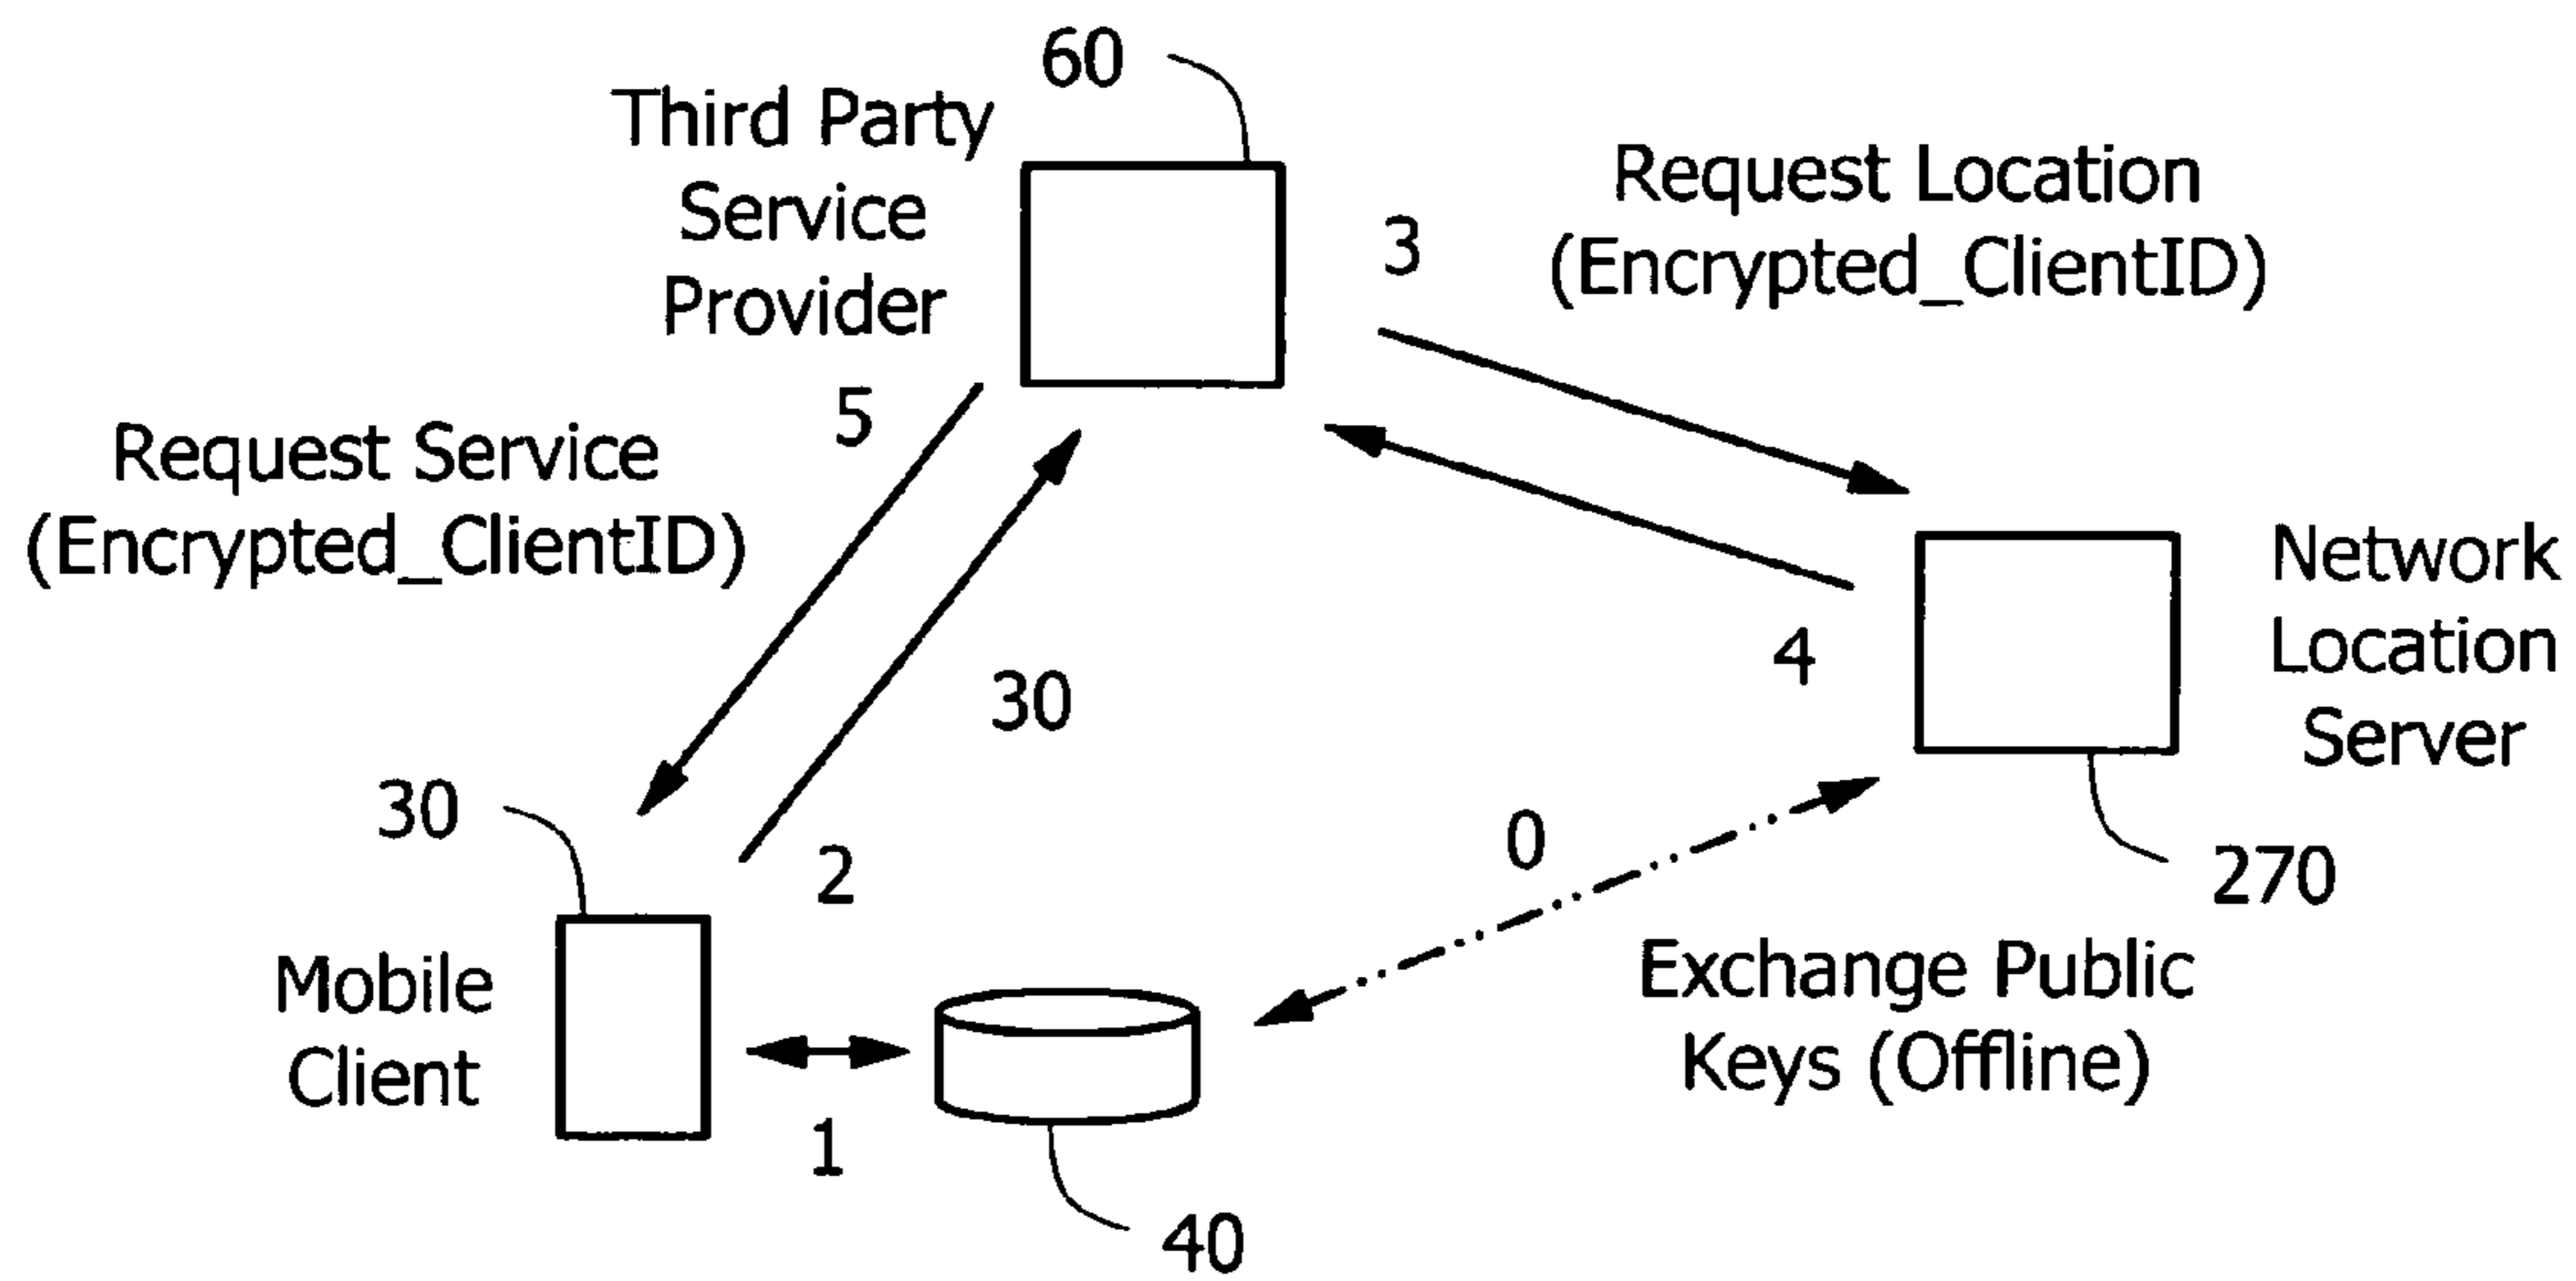 60
Third Party
Service
Provider
Request Location
(Encrypted_ClientID)
3
5
Request Service
(Encrypted_ClientID)
30
4
Network
Location
Server
30
2
0
270
Mobile
Client
Exchange Public
Keys (Offline)
1
40